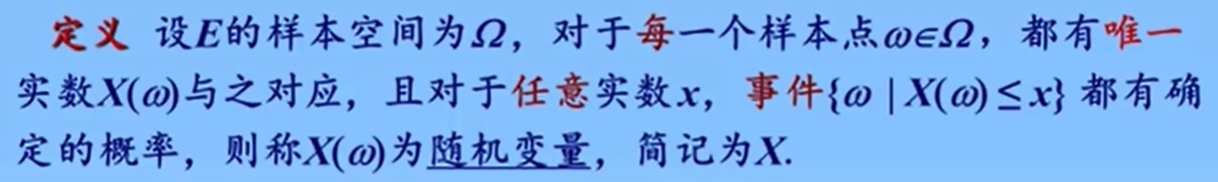 定义 设E的样本空间为Ω，对于每一个样本点ω∈Ω，都有唯一
实数X(ω)与之对应，且对于任意实数x，事件{ω | X(ω) ≤ x} 都有确
定的概率，则称X(ω)为随机变量，简记为X.